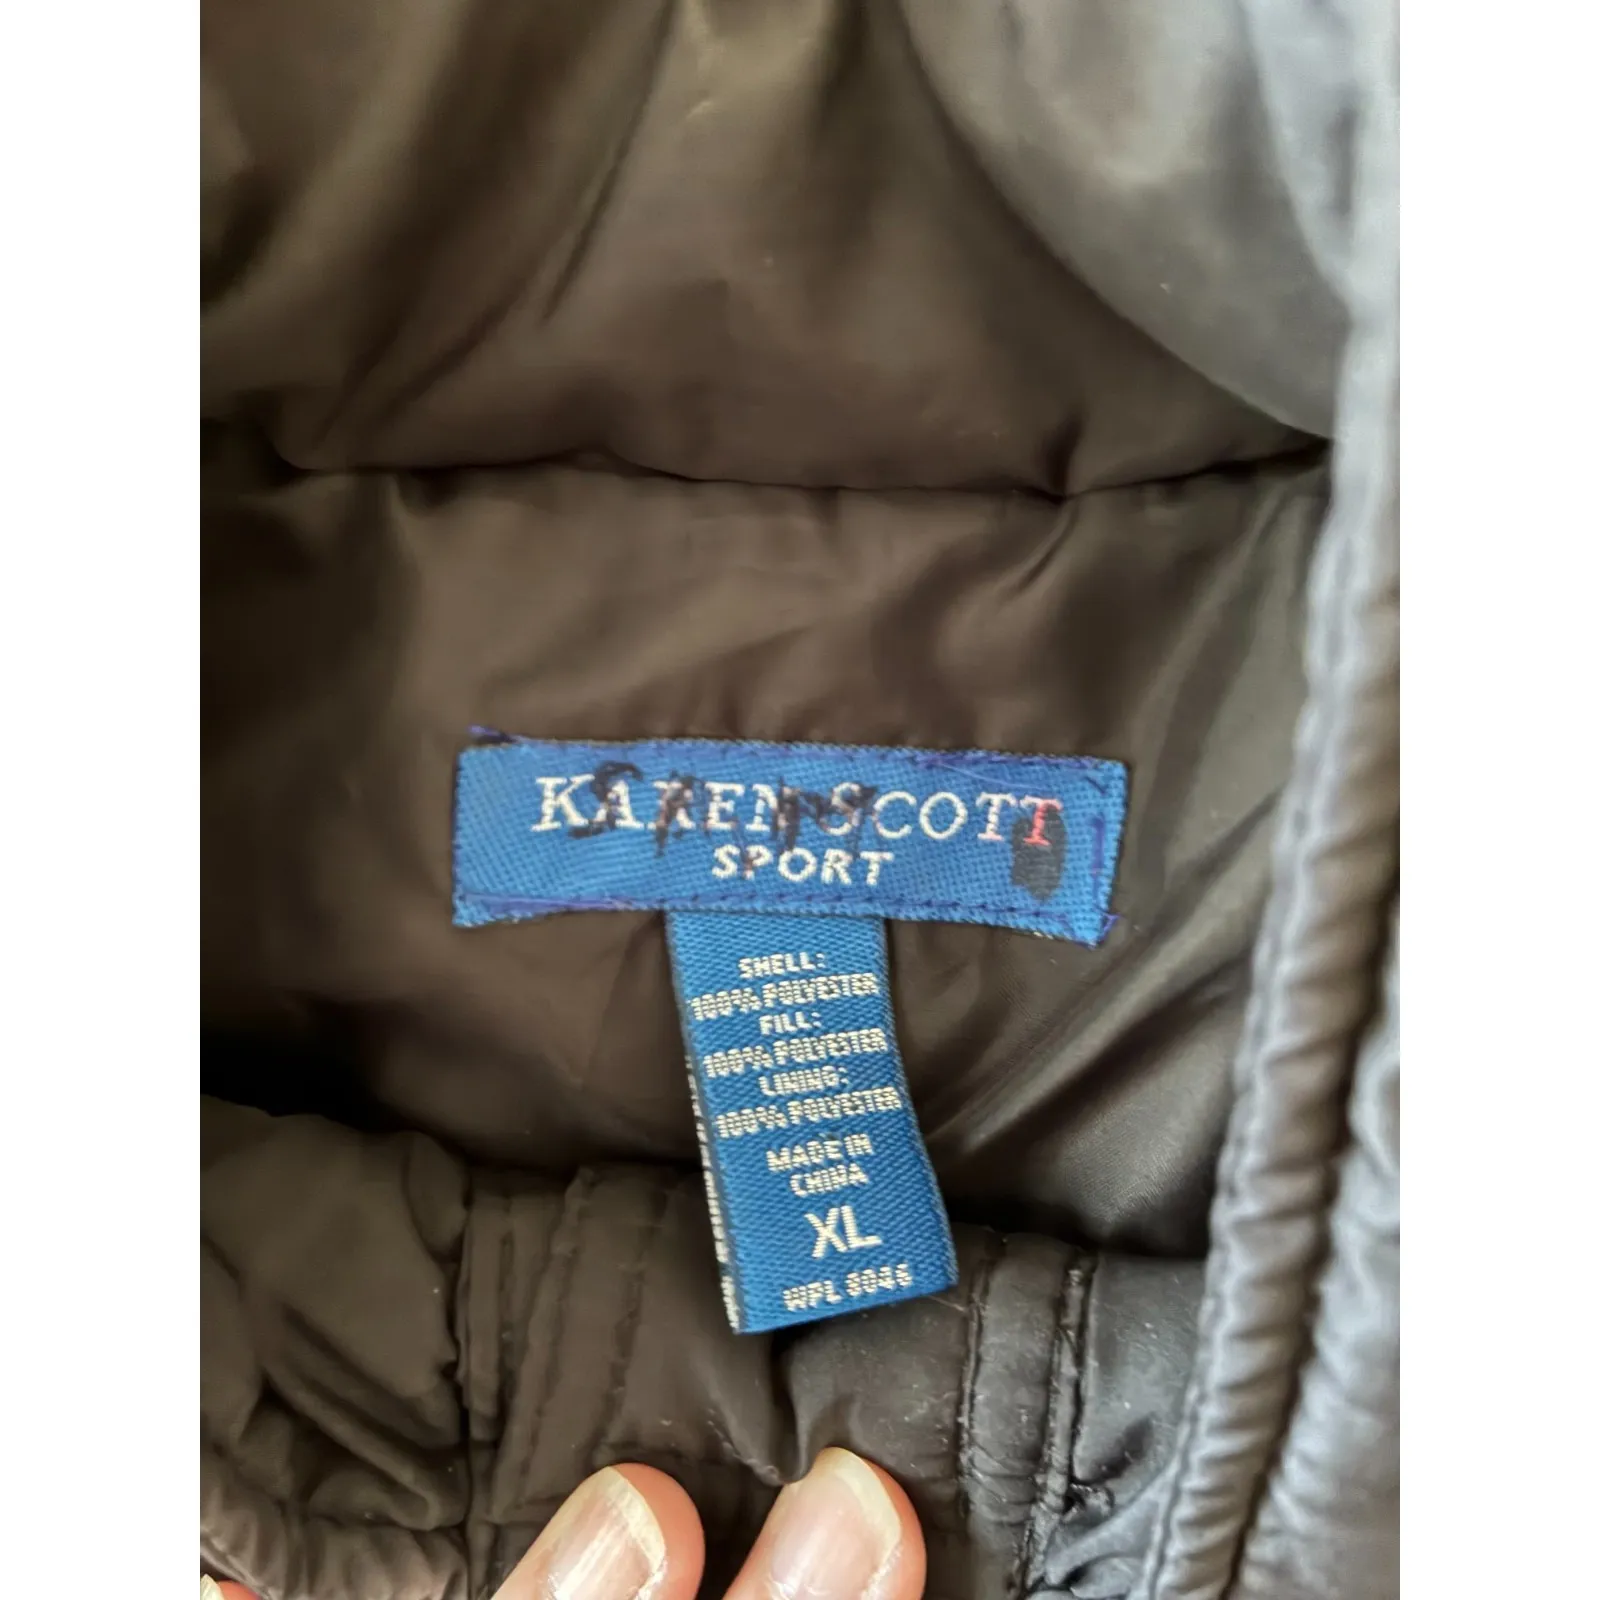 KAREN SCOTT
SPORT
SHELL:
100% POLYESTER
FILL:
100% POLYESTER
LINING:
100% POLYESTER
MADE IN
CHINA
XL
WPL 8046